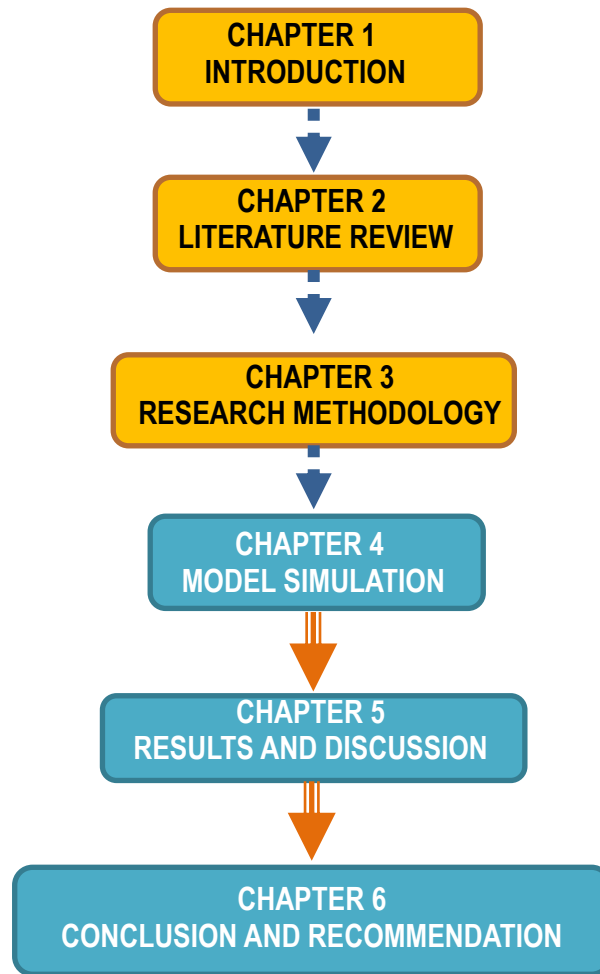 CHAPTER 1
INTRODUCTION
CHAPTER 2
LITERATURE REVIEW
CHAPTER 3
RESEARCH METHODOLOGY
CHAPTER 4
MODEL SIMULATION
CHAPTER 5
RESULTS AND DISCUSSION
CHAPTER 6
CONCLUSION AND RECOMMENDATION